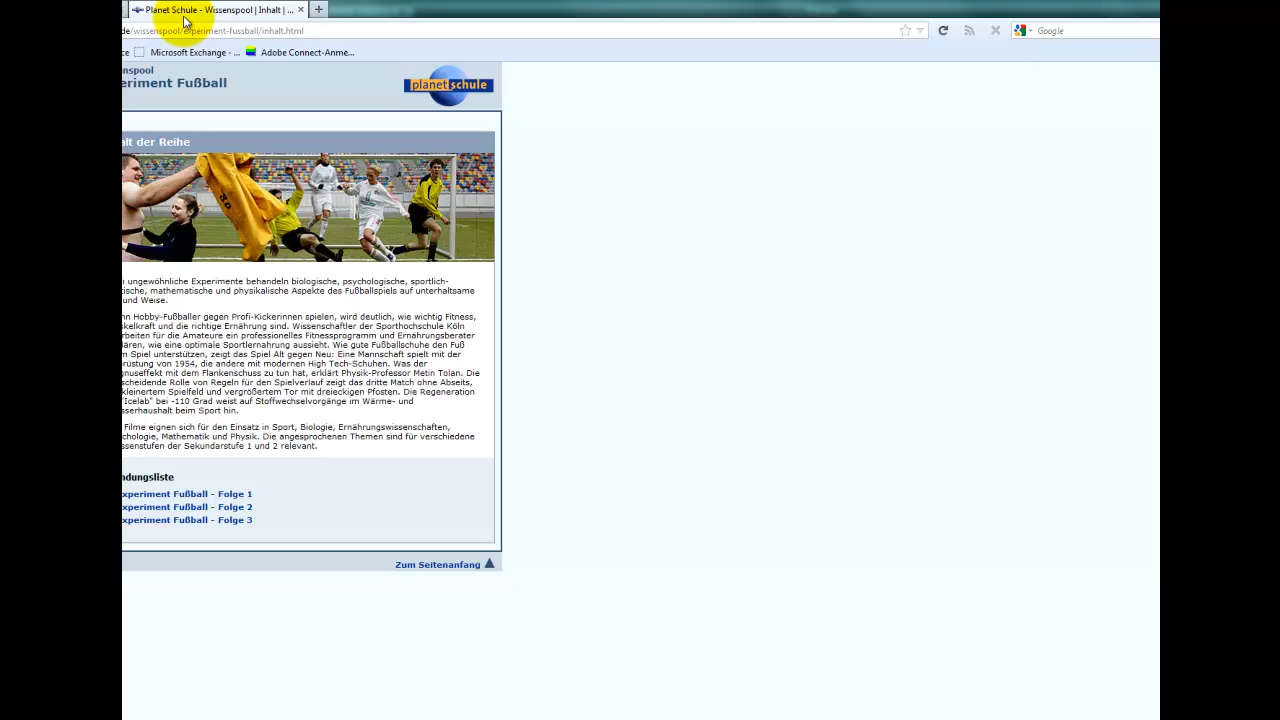 Planet Schule - Wissenspool | Inhalt | ...
de/wissenspool/experiment-fussball/inhalt.html
Google
ce
Microsoft Exchange - ...
Adobe Connect-Anme...
enspool
eriment Fußball
planet schule
alt der Reihe
i ungewöhnliche Experimente behandeln biologische, psychologische, sportlich-
tische, mathematische und physikalische Aspekte des Fußballspiels auf unterhaltsame
und Weise.
nn Hobby-Fußballer gegen Profi-Kickerinnen spielen, wird deutlich, wie wichtig Fitness,
skelkraft und die richtige Ernährung sind. Wissenschaftler der Sporthochschule Köln
arbeiten für die Amateure ein professionelles Fitnessprogramm und Ernährungsberater
lären, wie eine optimale Sportlernahrung aussieht. Wie gute Fußballschuhe den Fuß
m Spiel unterstützen, zeigt das Spiel Alt gegen Neu: Eine Mannschaft spielt mit der
rüstung von 1954, die andere mit modernen High Tech-Schuhen. Was der
gnuseffekt mit dem Flankenschuss zu tun hat, erklärt Physik-Professor Metin Tolan. Die
scheidende Rolle von Regeln für den Spielverlauf zeigt das dritte Match ohne Abseits,
kleinertem Spielfeld und vergrößertem Tor mit dreieckigen Pfosten. Die Regeneration
"Icelab" bei -110 Grad weist auf Stoffwechselvorgänge im Wärme- und
sserhaushalt beim Sport hin.
Filme eignen sich für den Einsatz in Sport, Biologie, Ernährungswissenschaften,
chologie, Mathematik und Physik. Die angesprochenen Themen sind für verschiedene
ssenstufen der Sekundarstufe 1 und 2 relevant.
ndungsliste
xperiment Fußball - Folge 1
xperiment Fußball - Folge 2
xperiment Fußball - Folge 3
Zum Seitenanfang